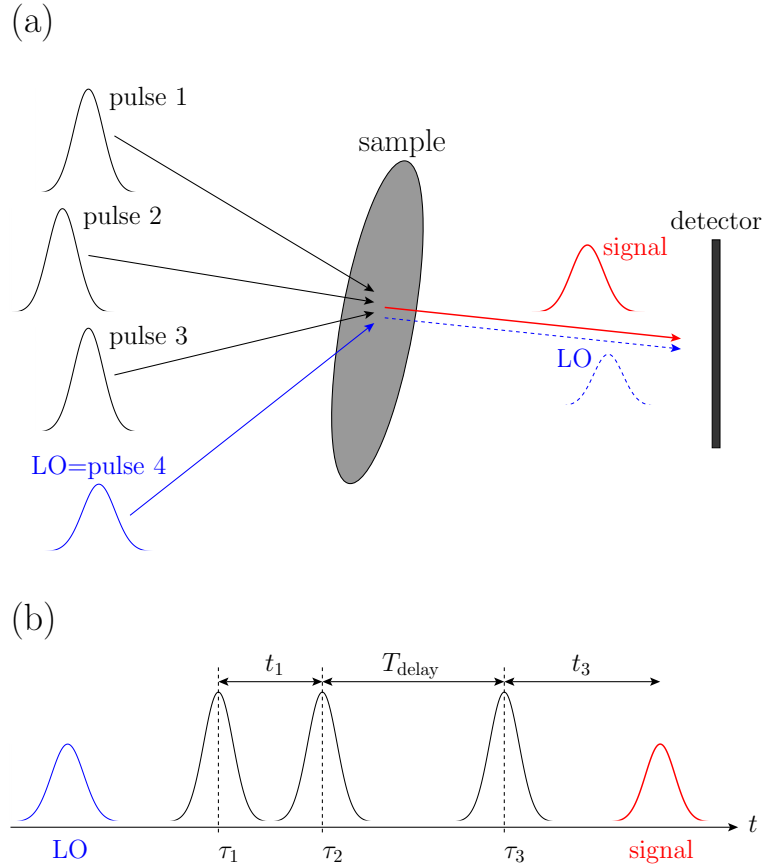 (a)
pulse 1
sample
pulse 2
detector
signal
pulse 3
LO
LO=pulse 4
(b)
t₁
T_delay
t₃
t
LO
τ₁
τ₂
τ₃
signal